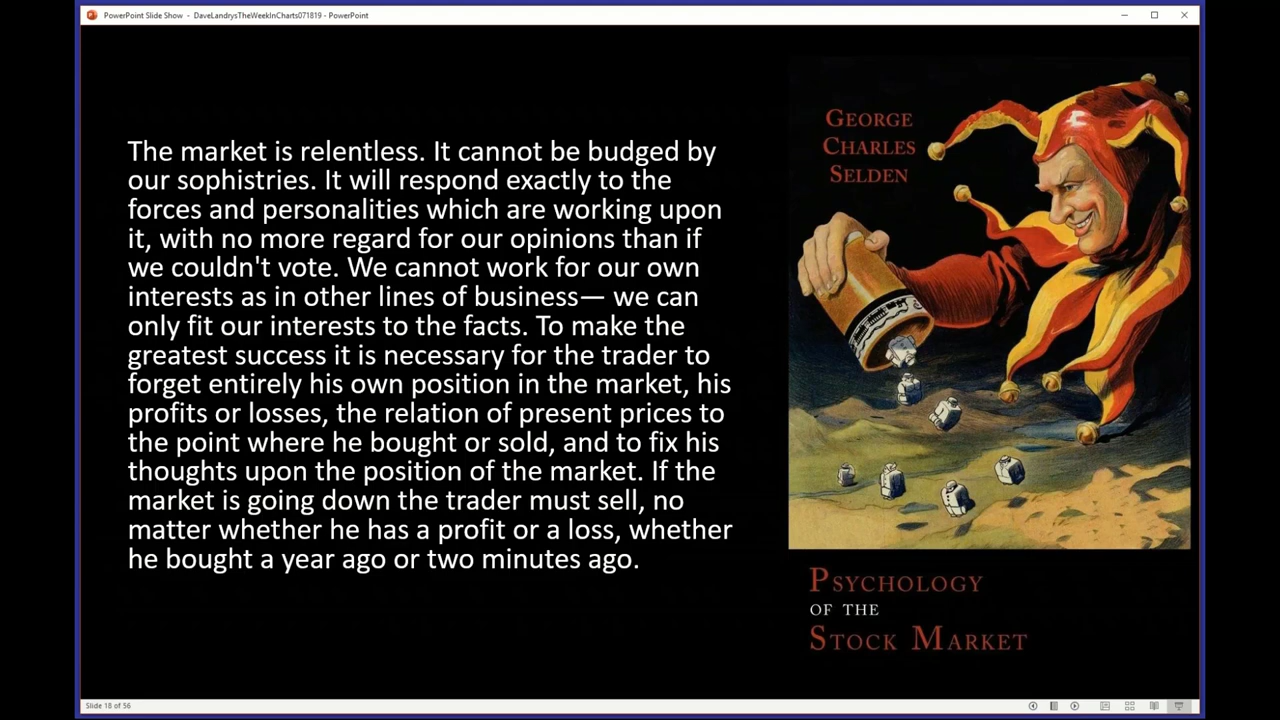 PowerPoint Slide Show - DaveLandrysTheWeekInCharts071819 - PowerPoint
The market is relentless. It cannot be budged by
our sophistries. It will respond exactly to the
forces and personalities which are working upon
it, with no more regard for our opinions than if
we couldn't vote. We cannot work for our own
interests as in other lines of business— we can
only fit our interests to the facts. To make the
greatest success it is necessary for the trader to
forget entirely his own position in the market, his
profits or losses, the relation of present prices to
the point where he bought or sold, and to fix his
thoughts upon the position of the market. If the
market is going down the trader must sell, no
matter whether he has a profit or a loss, whether
he bought a year ago or two minutes ago.
GEORGE
CHARLES
SELDEN
PSYCHOLOGY
OF THE
STOCK MARKET
Slide 18 of 56